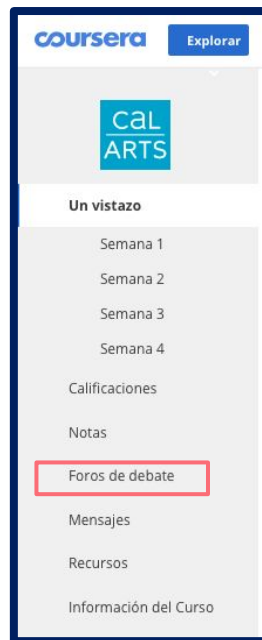 coursera Explorar
Cal
ARTS
Un vistazo
Semana 1
Semana 2
Semana 3
Semana 4
Calificaciones
Notas
Foros de debate
Mensajes
Recursos
Información del Curso